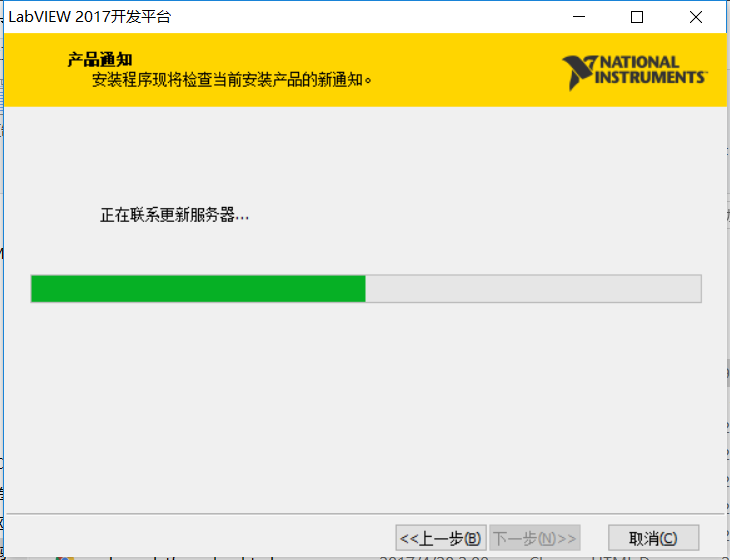 LabVIEW 2017开发平台
产品通知
安装程序现将检查当前安装产品的新通知。
NATIONAL
INSTRUMENTS™
正在联系更新服务器...
<<上一步(B)
下一步(N)>>
取消(C)